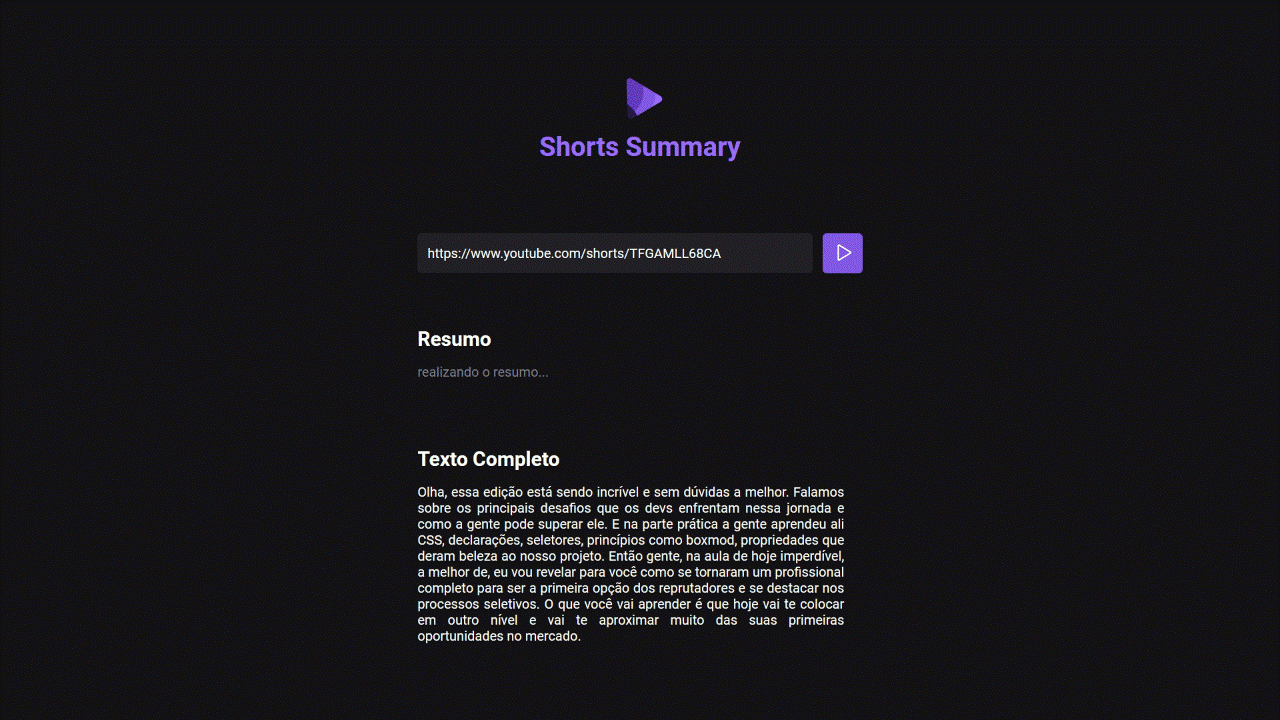 Shorts Summary
https://www.youtube.com/shorts/TFGAMLL68CA
Resumo
realizando o resumo...
Texto Completo
Olha, essa edição está sendo incrível e sem dúvidas a melhor. Falamos
sobre os principais desafios que os devs enfrentam nessa jornada e
como a gente pode superar ele. E na parte prática a gente aprendeu ali
CSS, declarações, seletores, princípios como boxmod, propriedades que
deram beleza ao nosso projeto. Então gente, na aula de hoje imperdível,
a melhor de, eu vou revelar para você como se tornaram um profissional
completo para ser a primeira opção dos reprutadores e se destacar nos
processos seletivos. O que você vai aprender é que hoje vai te colocar
em outro nível e vai te aproximar muito das suas primeiras
oportunidades no mercado.